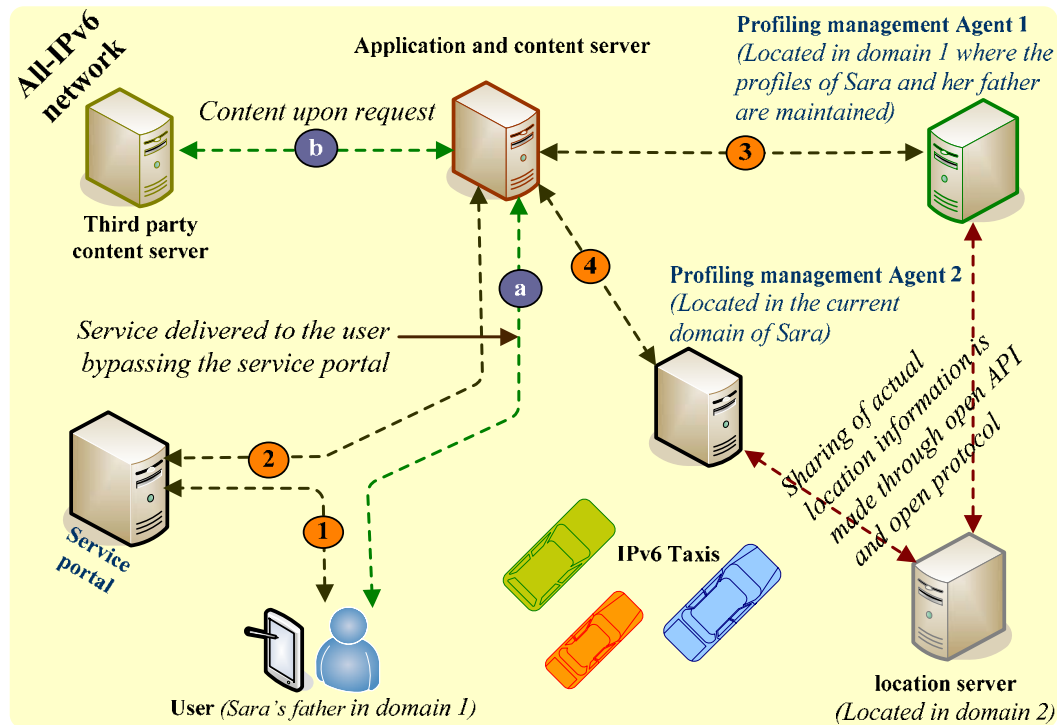 All-IPv6
network
Application and content server
Profiling management Agent 1
(Located in domain 1 where the
profiles of Sara and her father
are maintained)
Content upon request
b
3
Third party
content server
4
a
Profiling management Agent 2
(Located in the current
domain of Sara)
Service delivered to the user
bypassing the service portal
Sharing of actual
location information is
made through open API
and open protocol
2
1
Service
portal
IPv6 Taxis
User (Sara's father in domain 1)
location server
(Located in domain 2)